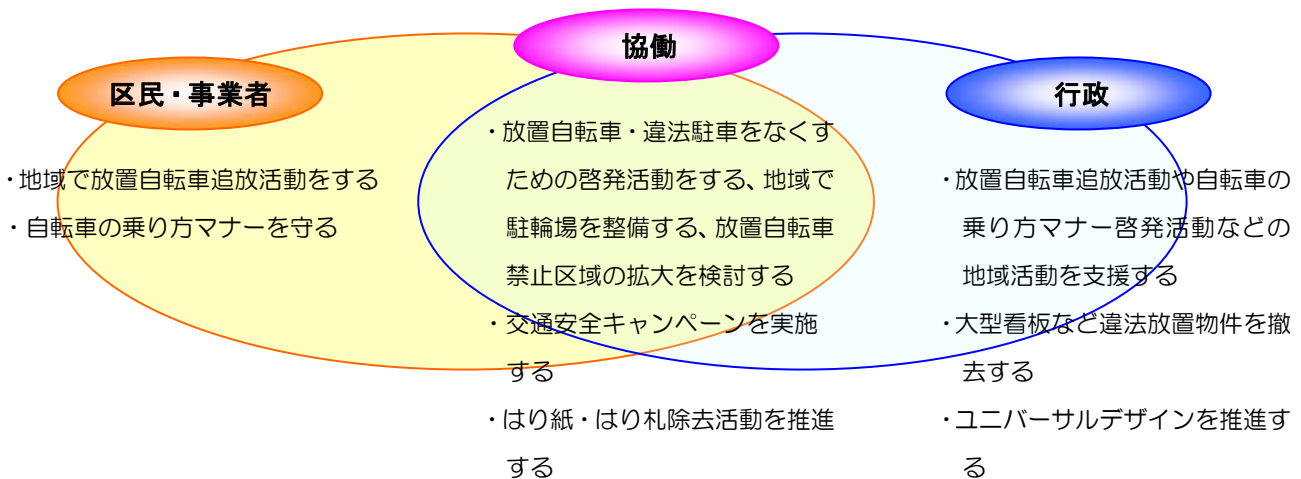 協働
区民・事業者
行政
・地域で放置自転車追放活動をする
・自転車の乗り方マナーを守る
・放置自転車・違法駐車をなくす
ための啓発活動をする、地域で
駐輪場を整備する、放置自転車
禁止区域の拡大を検討する
・交通安全キャンペーンを実施
する
・はり紙・はり札除去活動を推進
する
・放置自転車追放活動や自転車の
乗り方マナー啓発活動などの
地域活動を支援する
・大型看板など違法放置物件を撤
去する
・ユニバーサルデザインを推進す
る